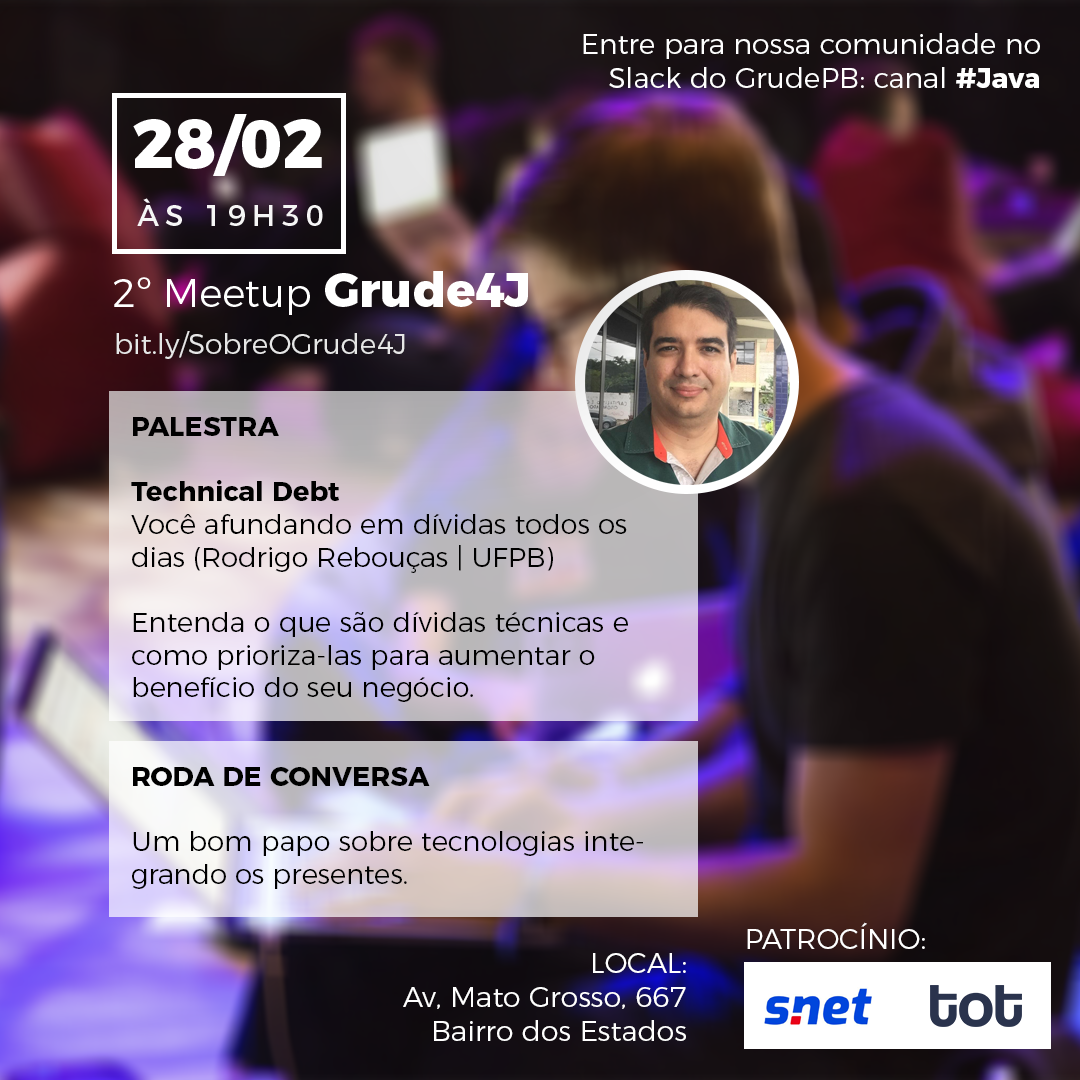 Entre para nossa comunidade no
Slack do GrudePB: canal #Java
28/02
ÀS 19H30
2º Meetup Grude4J
bit.ly/SobreOGrude4J
PALESTRA
Technical Debt
Você afundando em dívidas todos os
dias (Rodrigo Rebouças | UFPB)
Entenda o que são dívidas técnicas e
como prioriza-las para aumentar o
benefício do seu negócio.
RODA DE CONVERSA
Um bom papo sobre tecnologias inte-
grando os presentes.
LOCAL:
Av, Mato Grosso, 667
Bairro dos Estados
PATROCÍNIO:
s.net tot